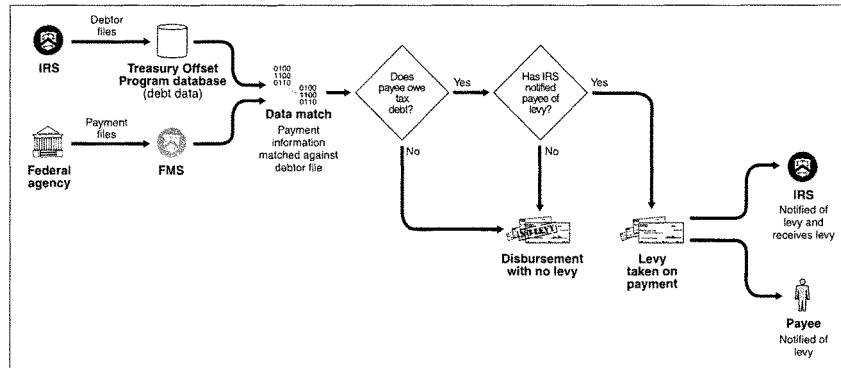 Debtor
files
IRS
Treasury Offset
Program database
(debt data)
0100
1100
0110
0100
1100
0110
Data match
Payment
information
matched against
debtor file
Payment
files
Federal
agency
FMS
Does
payee owe
tax
debt?
Yes
No
Has IRS
notified
payee of
levy?
Yes
No
NO LEVY
Disbursement
with no levy
Levy
taken on
payment
IRS
Notified of
levy and
receives levy
Payee
Notified of
levy